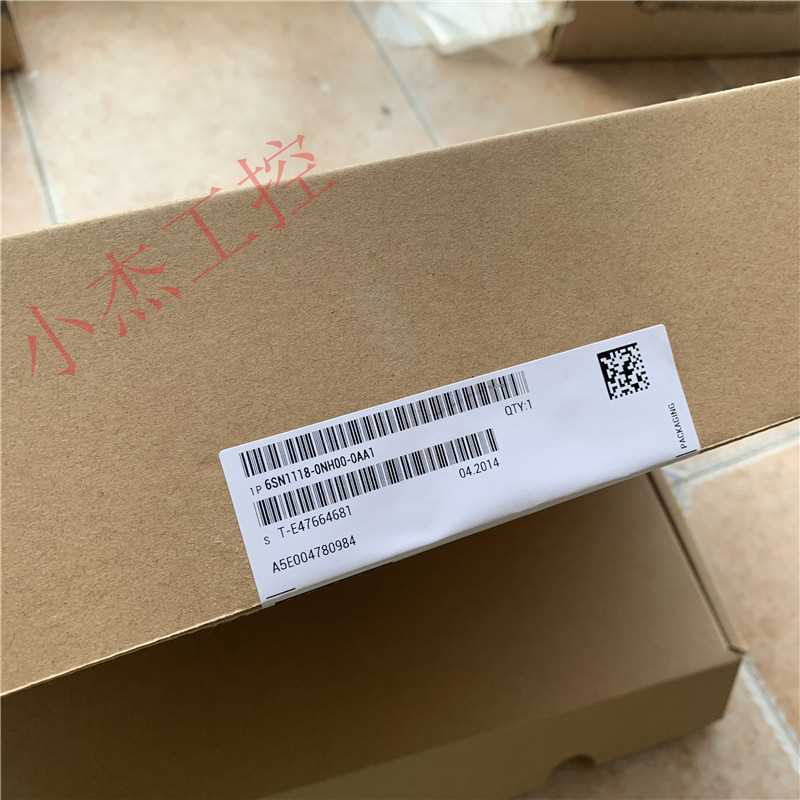 小杰工控
QTY:1
1P 6SN1118-0NH00-0AA1
04.2014
S T-E47664681
A5E004780984
PACKAGING